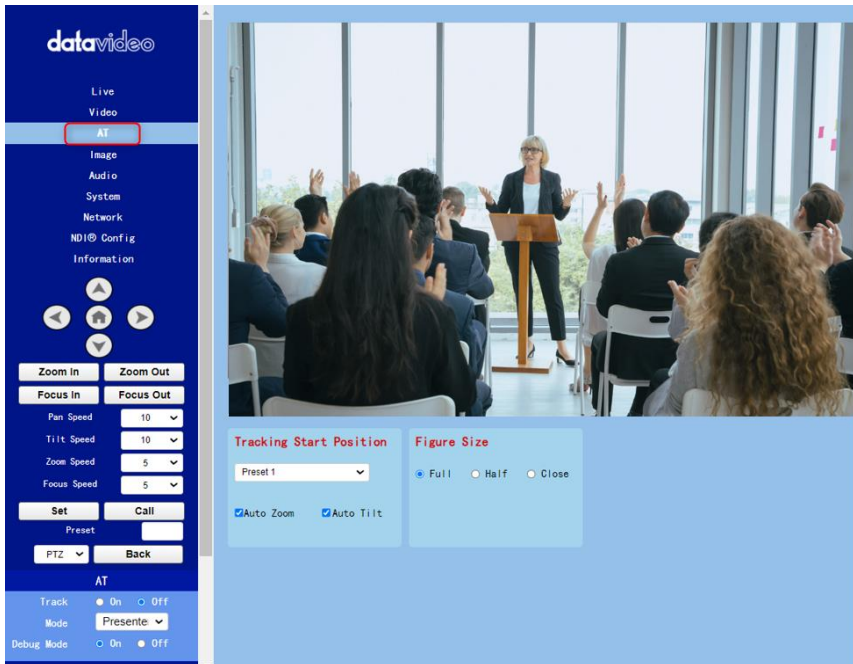 datavideo
Live
Video
AT
Image
Audio
System
Network
NDI® Config
Information
Zoom In Zoom Out
Focus In Focus Out
Pan Speed 10
Tilt Speed 10
Zoom Speed 5
Focus Speed 5
Set Call
Preset
PTZ Back
AT
Track On Off
Mode Presente
Debug Mode On Off
Tracking Start Position
Preset 1
Auto Zoom Auto Tilt
Figure Size
Full Half Close